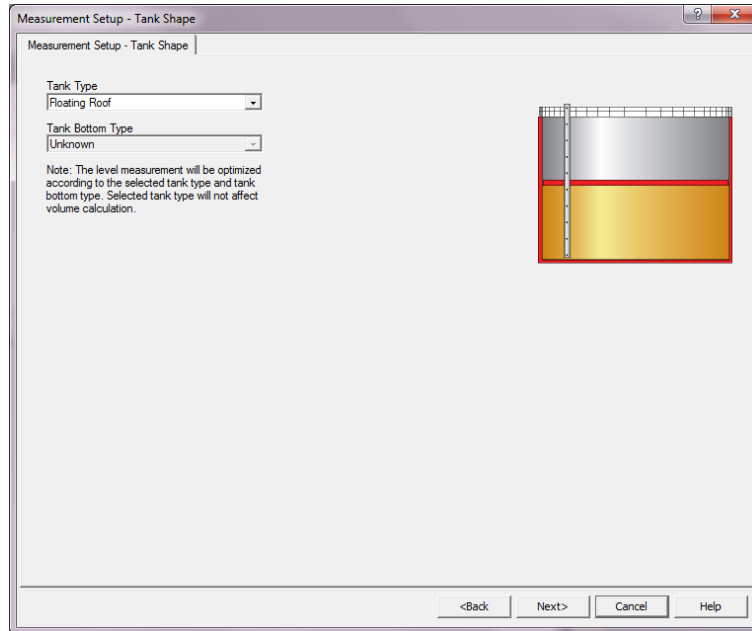 Measurement Setup - Tank Shape
?
X
Measurement Setup - Tank Shape
Tank Type
Floating Roof
Tank Bottom Type
Unknown
Note: The level measurement will be optimized
according to the selected tank type and tank
bottom type. Selected tank type will not affect
volume calculation.
<Back
Next>
Cancel
Help